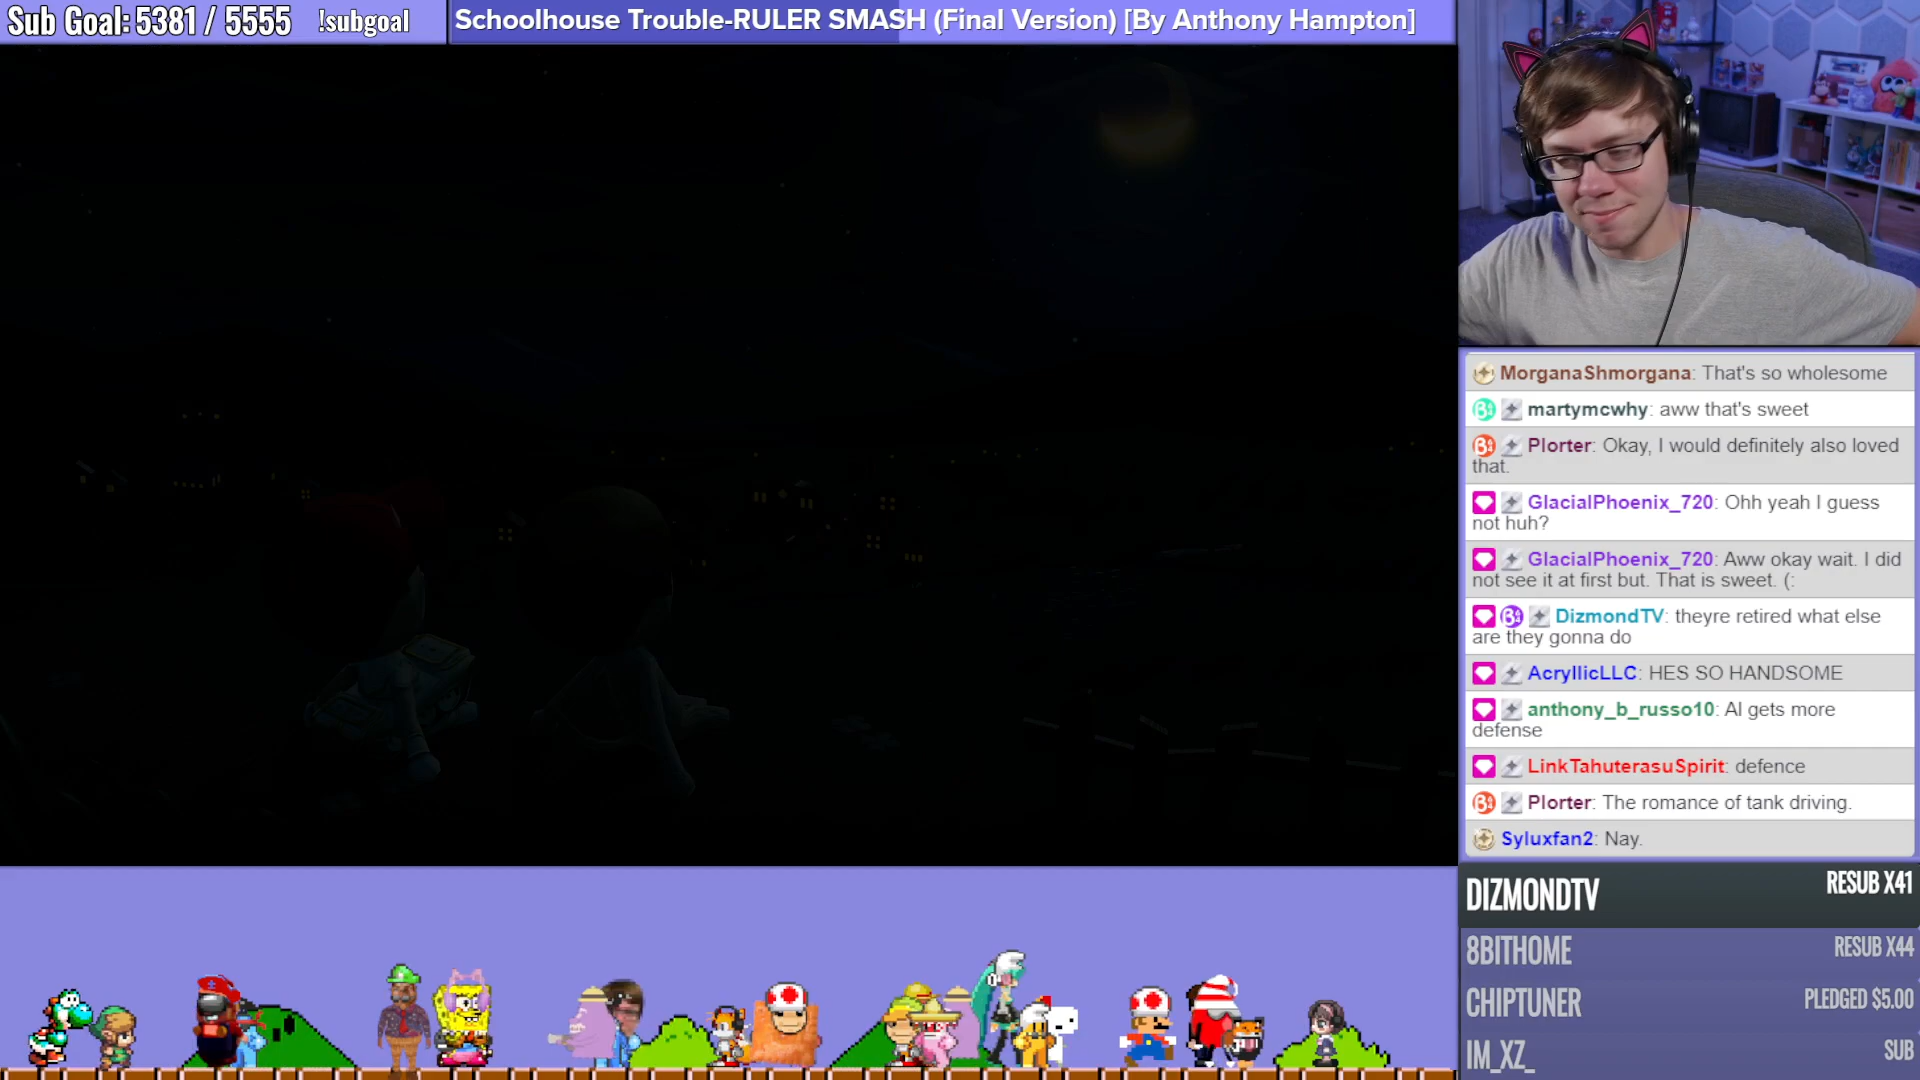 Sub Goal: 5381 / 5555 !subgoal
Schoolhouse Trouble-RULER SMASH (Final Version) [By Anthony Hampton]
MorganaShmorgana: That's so wholesome
martymcwhy: aww that's sweet
Plorter: Okay, I would definitely also loved
that.
GlacialPhoenix_720: Ohh yeah I guess
not huh?
GlacialPhoenix_720: Aww okay wait. I did
not see it at first but. That is sweet. (:
DizmondTV: theyre retired what else
are they gonna do
AcryllicLLC: HES SO HANDSOME
anthony_b_russo10: Al gets more
defense
LinkTahuterasuSpirit: defence
Plorter: The romance of tank driving.
Syluxfan2: Nay.
DIZMONDTV RESUB X41
8BITHOME RESUB X44
CHIPTUNER PLEDGED $5.00
IM_XZ_ SUB